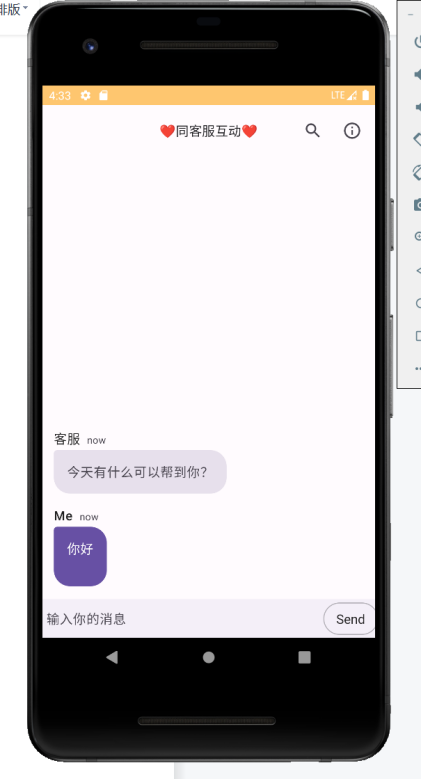 排版
4:33
LTE
❤️同客服互动❤️
客服 now
今天有什么可以帮到你?
Me now
你好
输入你的消息
Send